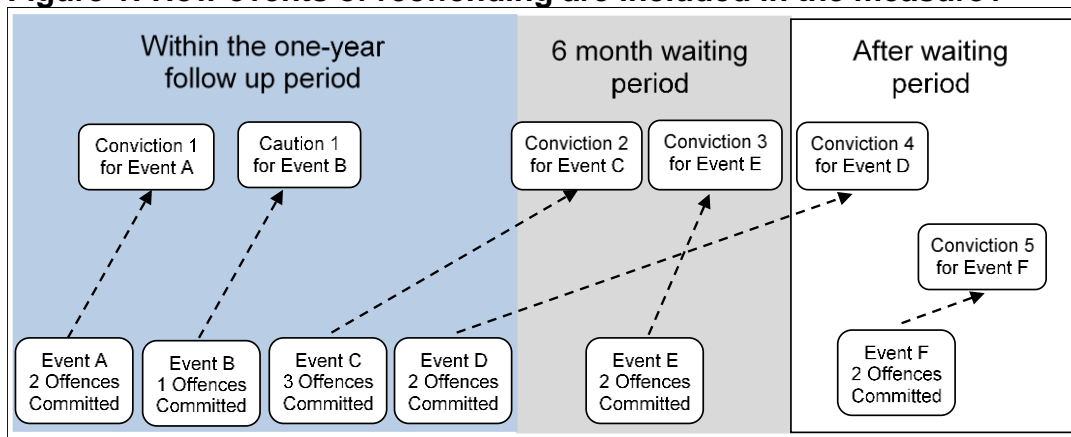 Figure 1: How events of reoffending are included in the measure?
Within the one-year
follow up period
6 month waiting
period
After waiting
period
Conviction 1
for Event A
Caution 1
for Event B
Conviction 2
for Event C
Conviction 3
for Event E
Conviction 4
for Event D
Conviction 5
for Event F
Event A
2 Offences
Committed
Event B
1 Offences
Committed
Event C
3 Offences
Committed
Event D
2 Offences
Committed
Event E
2 Offences
Committed
Event F
2 Offences
Committed